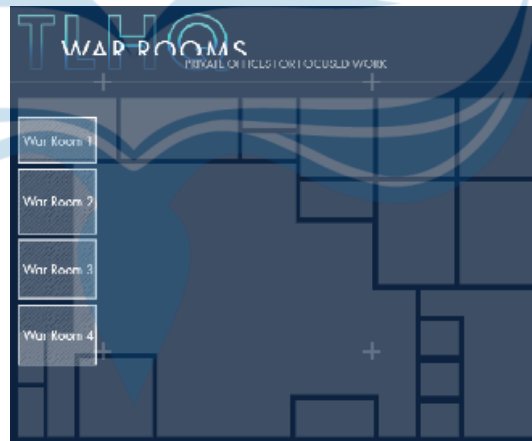 TLHQ
WAR ROOMS
PRIVATE OFFICES FOR FOCUSED WORK
War Room 1
War Room 2
War Room 3
War Room 4